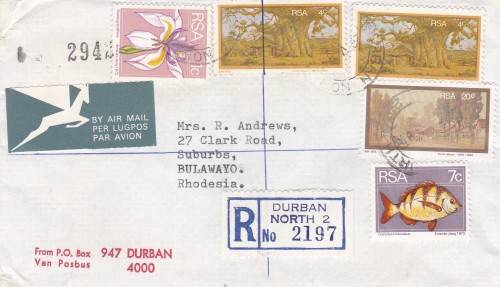 2948
RSA
1c
4c
RSA
4c
RSA
RSA 20c
BY AIR MAIL
PER LUGPOS
PAR AVION
Mrs. R. Andrews,
27 Clark Road,
Suburbs,
BULAWAYO.
Rhodesia.
RSA 7c
R
DURBAN
NORTH 2
No 2197
From P.O. Box 947 DURBAN
Van Posbus 4000